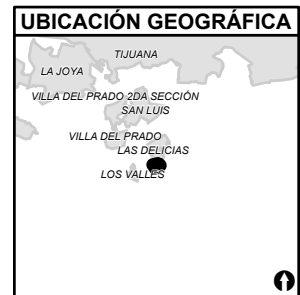 UBICACIÓN GEOGRÁFICA
TIJUANA
LA JOYA
VILLA DEL PRADO 2DA SECCIÓN
SAN LUIS
VILLA DEL PRADO
LAS DELICIAS
LOS VALLES